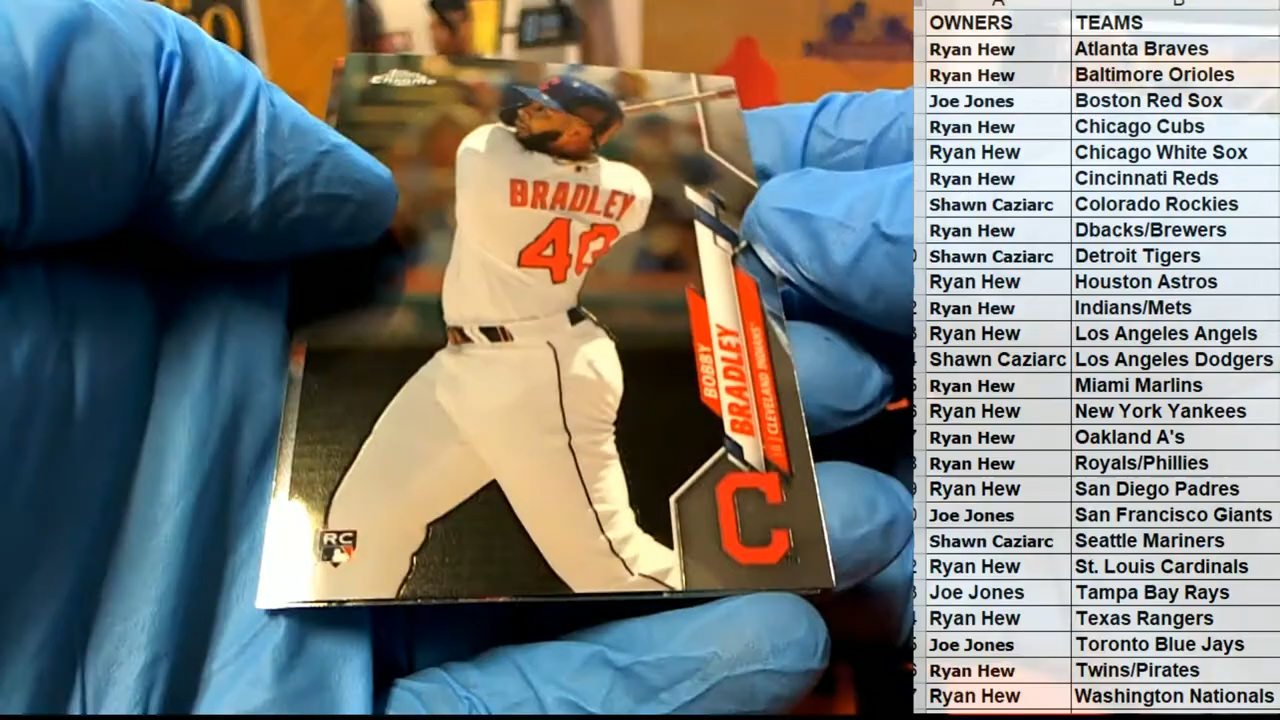 Topps
Chrome
BRADLEY
40
BOBBY
BRADLEY
1B | CLEVELAND INDIANS
C
RC
A B
OWNERS TEAMS
Ryan Hew Atlanta Braves
Ryan Hew Baltimore Orioles
Joe Jones Boston Red Sox
Ryan Hew Chicago Cubs
Ryan Hew Chicago White Sox
Ryan Hew Cincinnati Reds
Shawn Caziarc Colorado Rockies
Ryan Hew Dbacks/Brewers
Shawn Caziarc Detroit Tigers
Ryan Hew Houston Astros
Ryan Hew Indians/Mets
Ryan Hew Los Angeles Angels
Shawn Caziarc Los Angeles Dodgers
Ryan Hew Miami Marlins
Ryan Hew New York Yankees
Ryan Hew Oakland A's
Ryan Hew Royals/Phillies
Ryan Hew San Diego Padres
Joe Jones San Francisco Giants
Shawn Caziarc Seattle Mariners
Ryan Hew St. Louis Cardinals
Joe Jones Tampa Bay Rays
Ryan Hew Texas Rangers
Joe Jones Toronto Blue Jays
Ryan Hew Twins/Pirates
Ryan Hew Washington Nationals